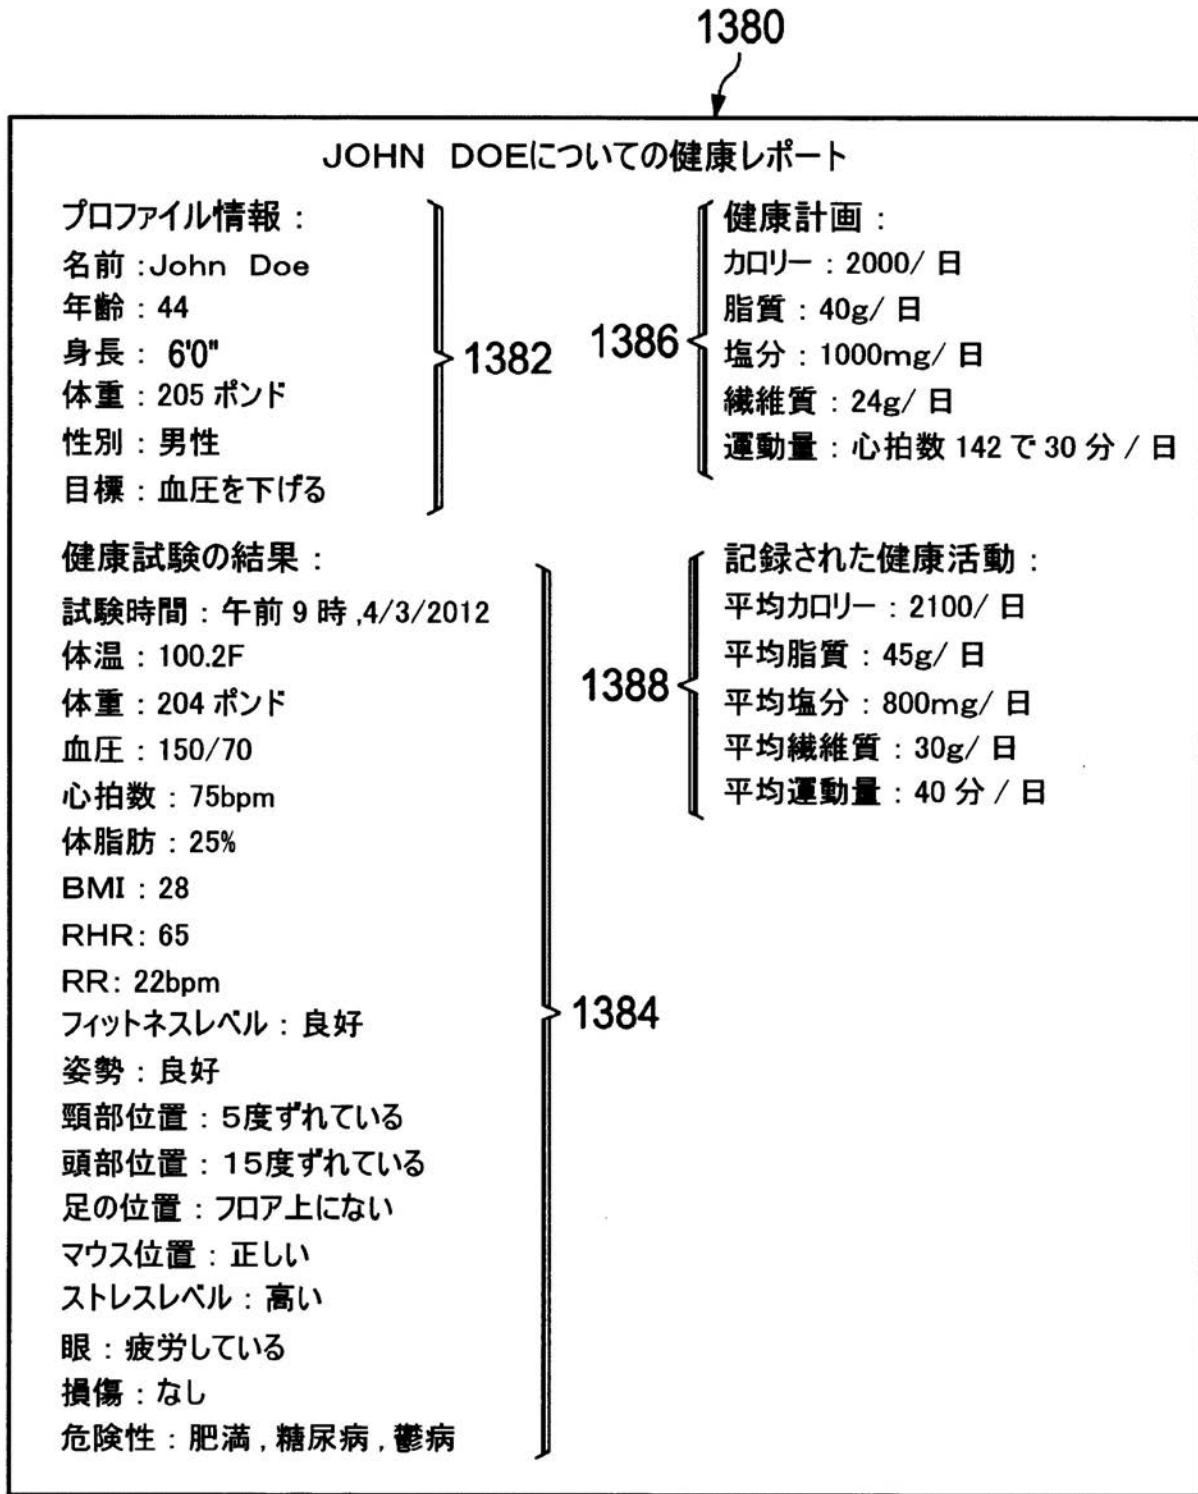 1380
JOHN DOEについての健康レポート
プロファイル情報：
名前：John Doe
年齢：44
身長： 6'0"
体重：205 ポンド
性別：男性
目標：血圧を下げる
1382
健康試験の結果：
試験時間：午前 9 時 ,4/3/2012
体温：100.2F
体重：204 ポンド
血圧：150/70
心拍数：75bpm
体脂肪：25%
BMI：28
RHR: 65
RR: 22bpm
フィットネスレベル：良好
姿勢：良好
頸部位置：5度ずれている
頭部位置：15度ずれている
足の位置：フロア上にない
マウス位置：正しい
ストレスレベル：高い
眼：疲労している
損傷：なし
危険性：肥満 , 糖尿病 , 鬱病
1384
1386
健康計画：
カロリー：2000/ 日
脂質：40g/ 日
塩分：1000mg/ 日
繊維質：24g/ 日
運動量：心拍数 142 で 30 分 / 日
1388
記録された健康活動：
平均カロリー：2100/ 日
平均脂質：45g/ 日
平均塩分：800mg/ 日
平均繊維質：30g/ 日
平均運動量：40 分 / 日